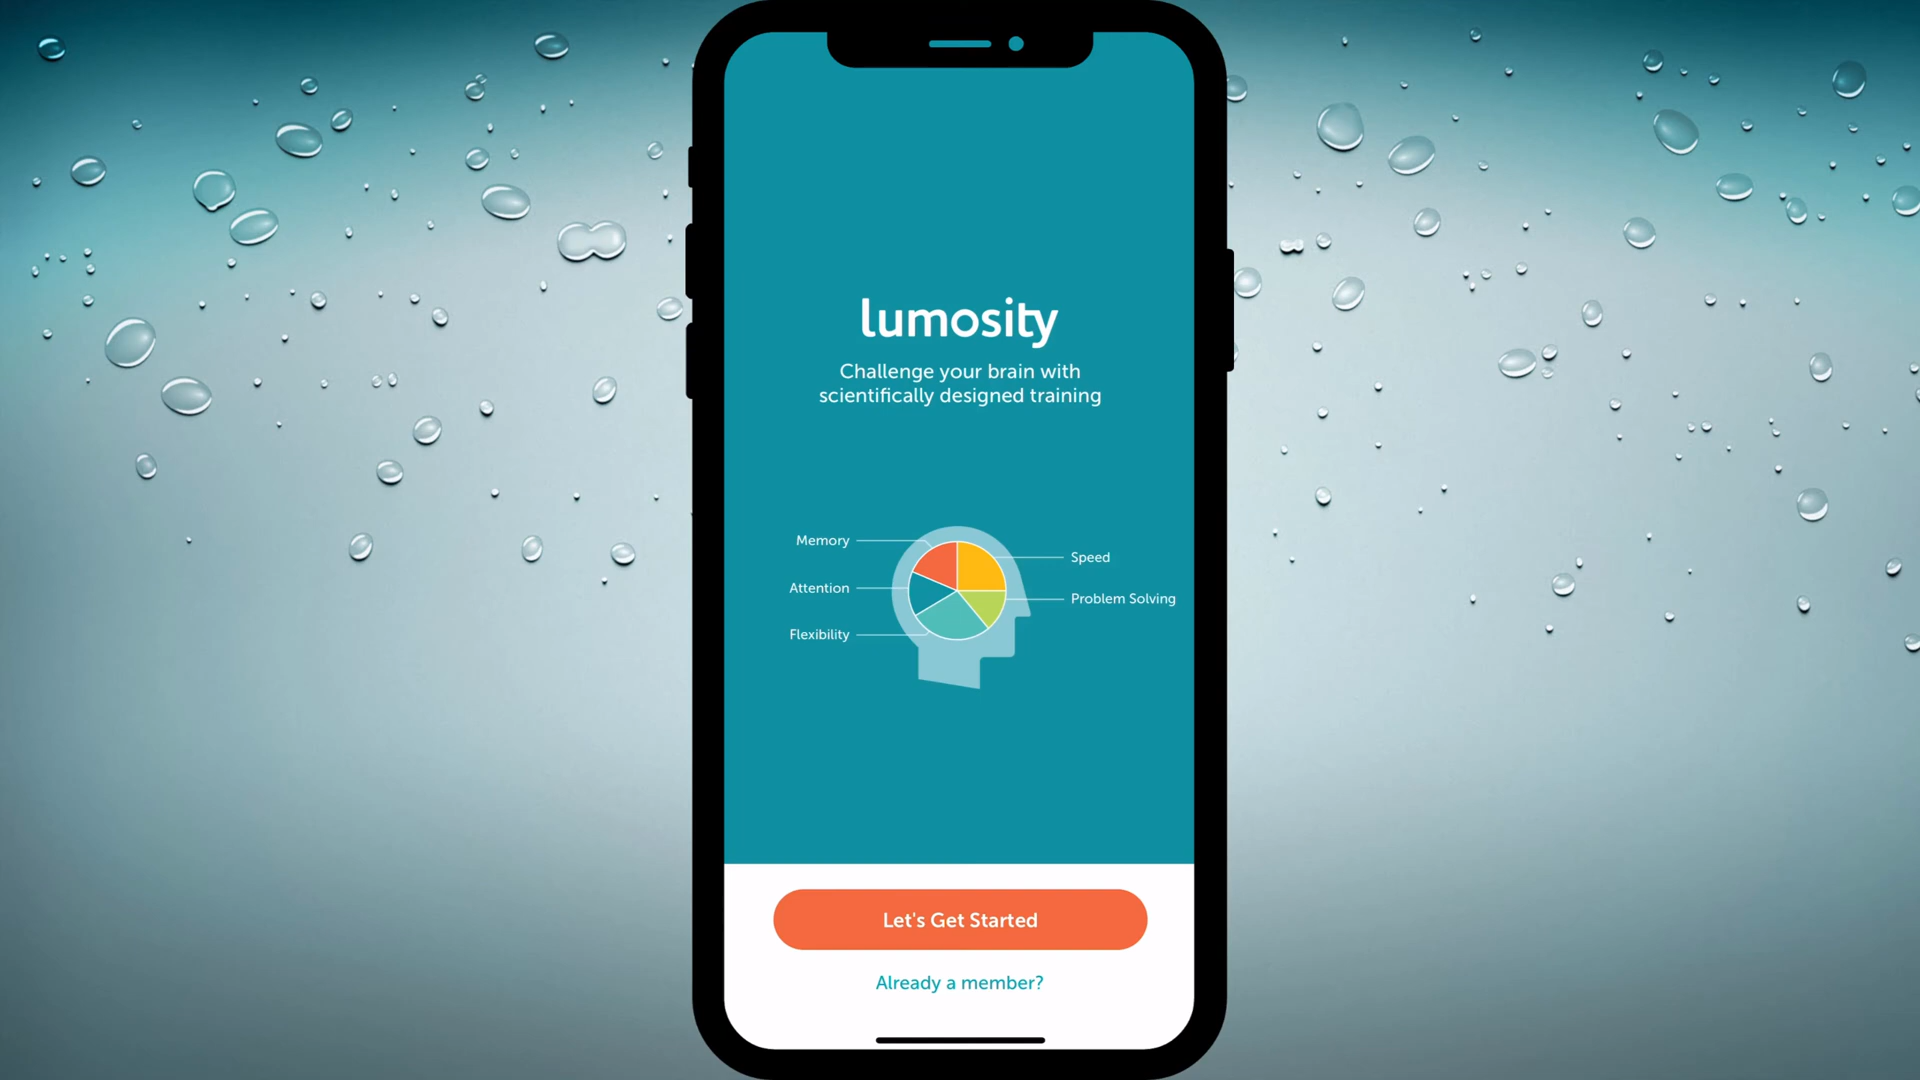 lumosity
Challenge your brain with
scientifically designed training
Memory
Speed
Attention
Problem Solving
Flexibility
Let's Get Started
Already a member?